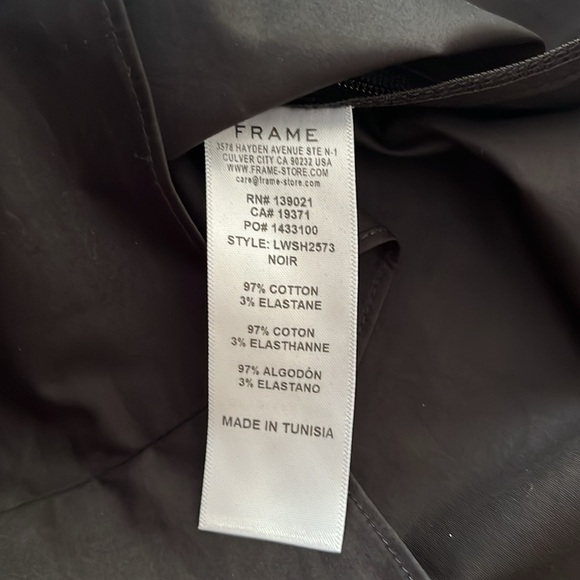 FRAME
3578 HAYDEN AVENUE STE N-1
CULVER CITY CA 90232 USA
WWW.FRAME-STORE.COM
care@frame-store.com
RN# 139021
CA# 19371
PO# 1433100
STYLE: LWSH2573
NOIR
97% COTTON
3% ELASTANE
97% COTON
3% ELASTHANNE
97% ALGODÓN
3% ELASTANO
MADE IN TUNISIA